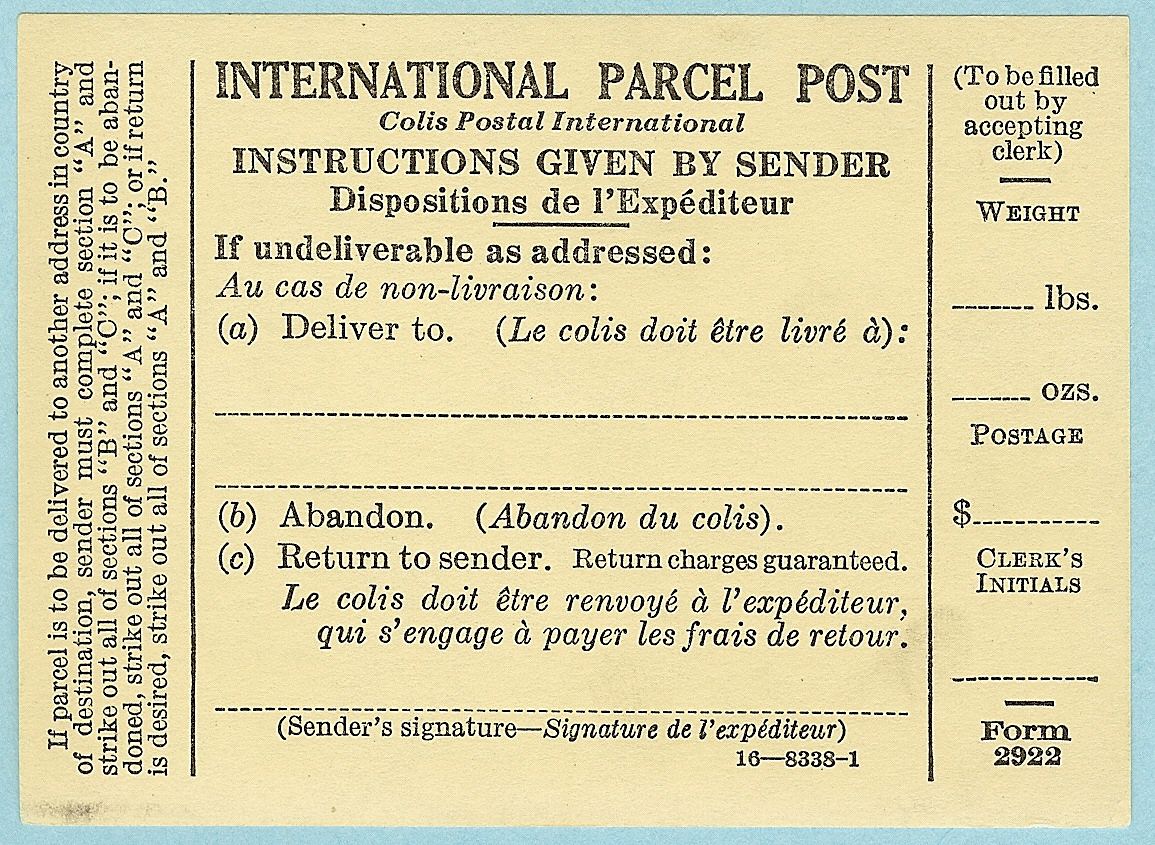 If parcel is to be delivered to another address in country
of destination, sender must complete section "A" and
strike out all of sections "B" and "C"; if it is to be aban-
doned, strike out all of sections "A" and "C"; or if return
is desired, strike out all of sections "A" and "B."
INTERNATIONAL PARCEL POST
Colis Postal International
INSTRUCTIONS GIVEN BY SENDER
Dispositions de l'Expéditeur
If undeliverable as addressed:
Au cas de non-livraison:
(a) Deliver to. (Le colis doit être livré à):
(b) Abandon. (Abandon du colis).
(c) Return to sender. Return charges guaranteed.
Le colis doit être renvoyé à l'expéditeur,
qui s'engage à payer les frais de retour.
(Sender's signature—Signature de l'expéditeur)
16—8338-1
(To be filled
out by
accepting
clerk)
WEIGHT
lbs.
OZS.
POSTAGE
$
CLERK'S
INITIALS
Form
2922